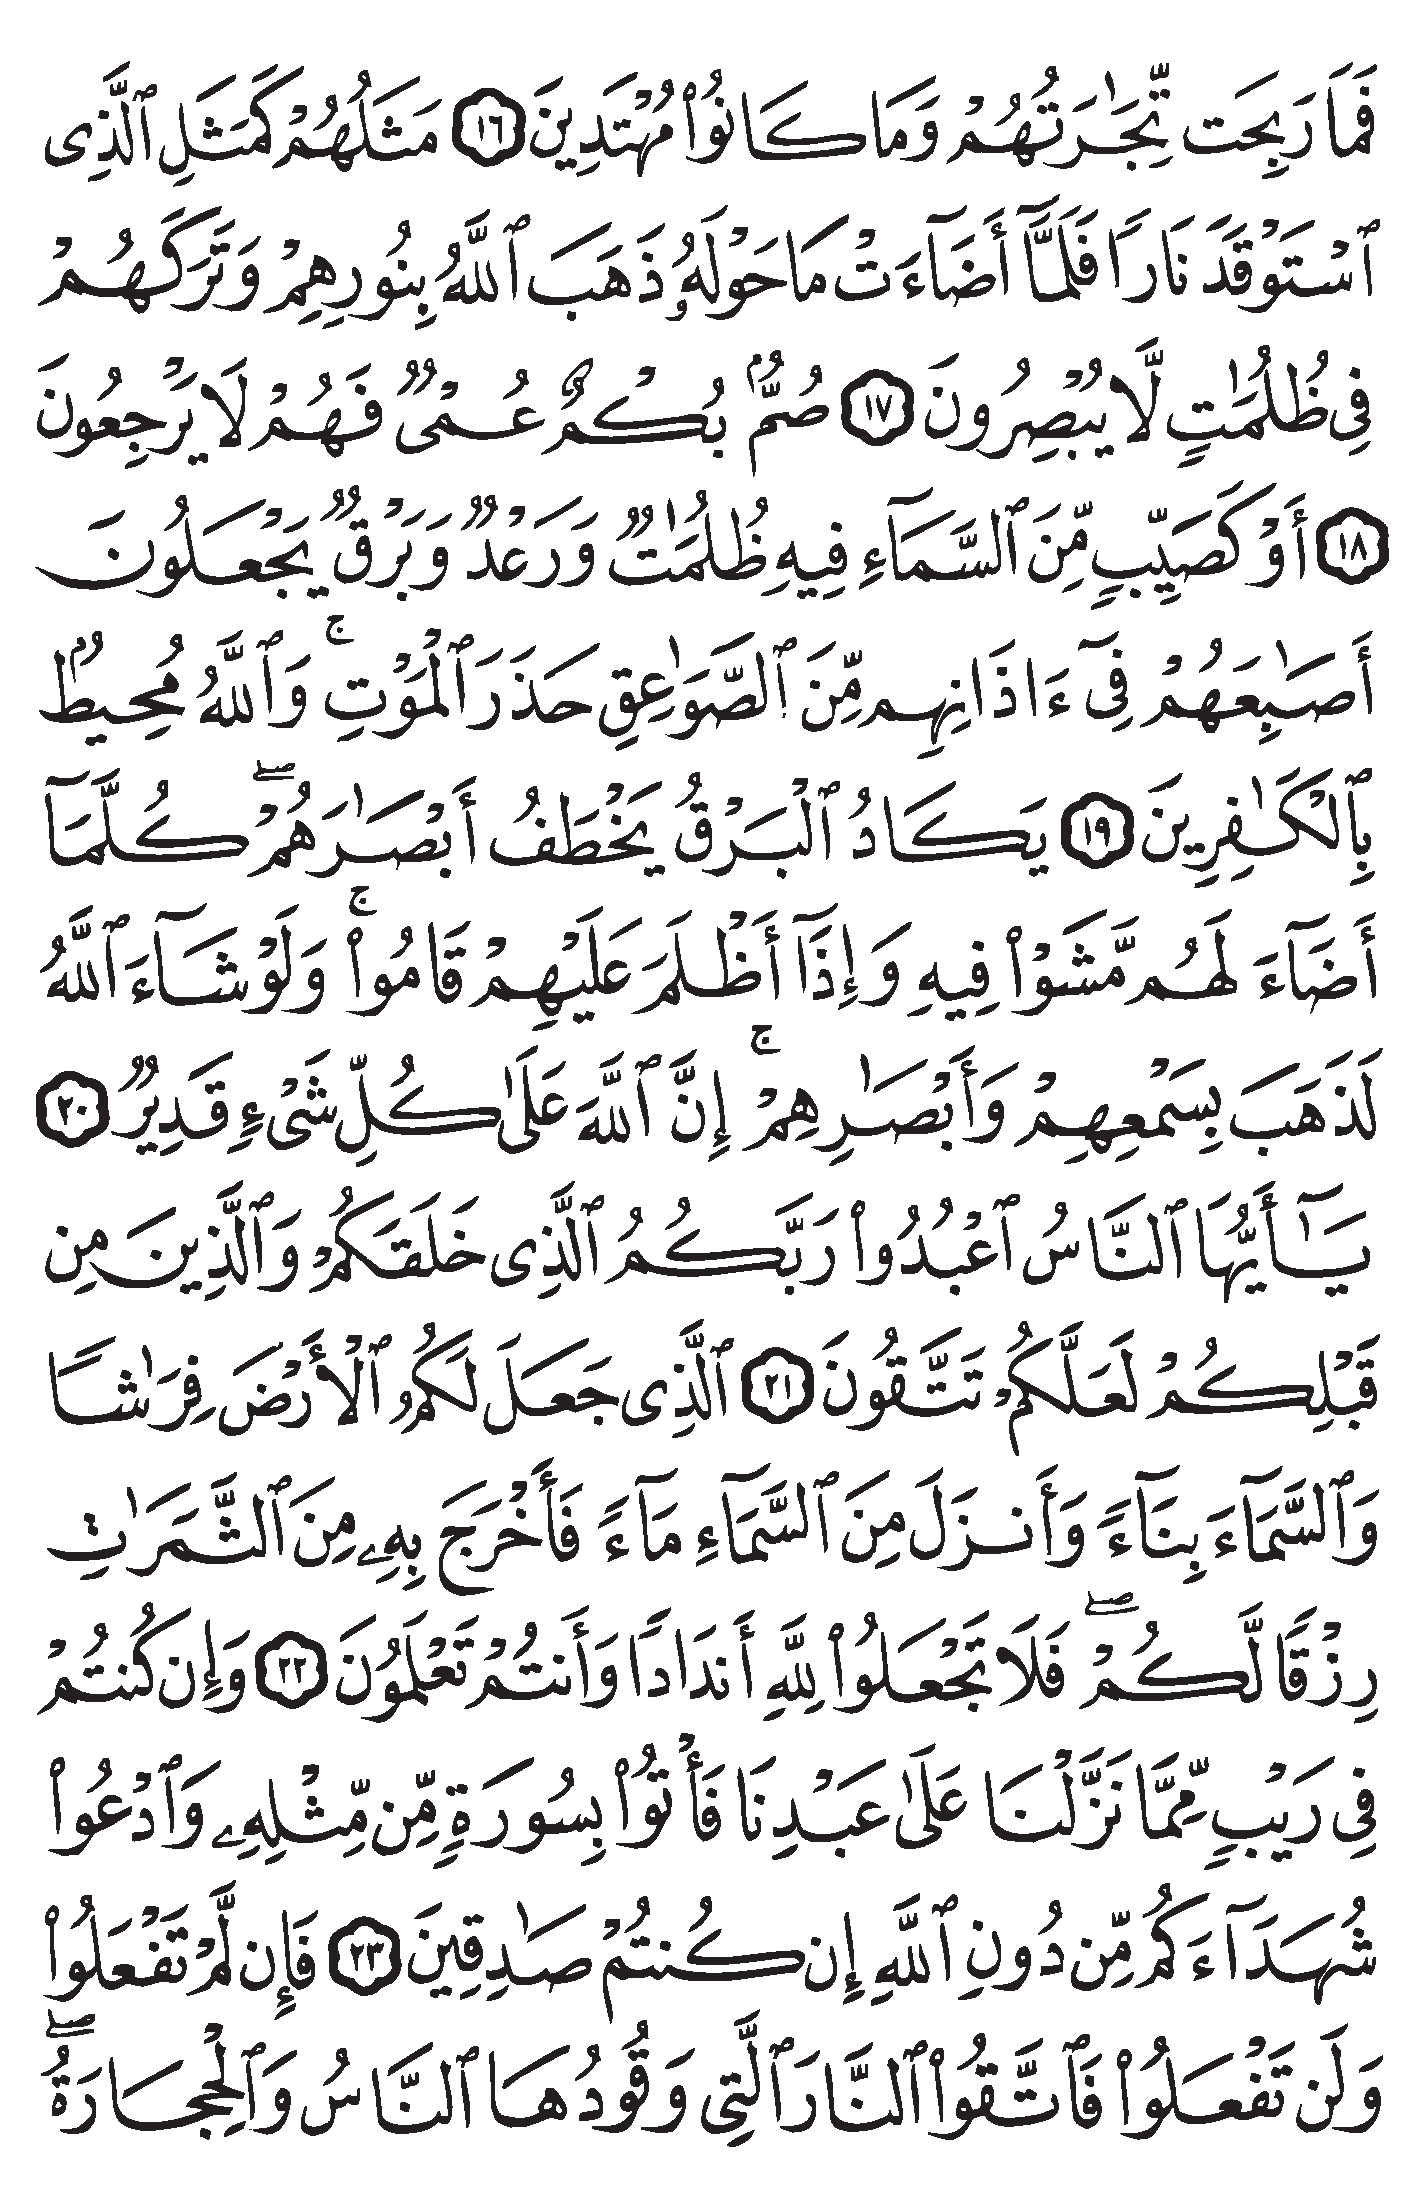 فَمَا رَبِحَت تِّجَٰرَتُهُمْ وَمَا كَانُوا۟ مُهْتَدِينَ ١٦ مَثَلُهُمْ كَمَثَلِ ٱلَّذِى
ٱسْتَوْقَدَ نَارًا فَلَمَّآ أَضَآءَتْ مَا حَوْلَهُۥ ذَهَبَ ٱللَّهُ بِنُورِهِمْ وَتَرَكَهُمْ
فِى ظُلُمَٰتٍ لَّا يُبْصِرُونَ ١٧ صُمٌّۢ بُكْمٌ عُمْىٌ فَهُمْ لَا يَرْجِعُونَ
١٨ أَوْ كَصَيِّبٍ مِّنَ ٱلسَّمَآءِ فِيهِ ظُلُمَٰتٌ وَرَعْدٌ وَبَرْقٌ يَجْعَلُونَ
أَصَٰبِعَهُمْ فِىٓ ءَاذَانِهِم مِّنَ ٱلصَّوَٰعِقِ حَذَرَ ٱلْمَوْتِ ۚ وَٱللَّهُ مُحِيطٌۢ
بِٱلْكَٰفِرِينَ ١٩ يَكَادُ ٱلْبَرْقُ يَخْطَفُ أَبْصَٰرَهُمْ ۖ كُلَّمَآ
أَضَآءَ لَهُم مَّشَوْا۟ فِيهِ وَإِذَآ أَظْلَمَ عَلَيْهِمْ قَامُوا۟ ۚ وَلَوْ شَآءَ ٱللَّهُ
لَذَهَبَ بِسَمْعِهِمْ وَأَبْصَٰرِهِمْ ۚ إِنَّ ٱللَّهَ عَلَىٰ كُلِّ شَىْءٍ قَدِيرٌ ٢٠
يَٰٓأَيُّهَا ٱلنَّاسُ ٱعْبُدُوا۟ رَبَّكُمُ ٱلَّذِى خَلَقَكُمْ وَٱلَّذِينَ مِن
قَبْلِكُمْ لَعَلَّكُمْ تَتَّقُونَ ٢١ ٱلَّذِى جَعَلَ لَكُمُ ٱلْأَرْضَ فِرَٰشًا
وَٱلسَّمَآءَ بِنَآءً وَأَنزَلَ مِنَ ٱلسَّمَآءِ مَآءً فَأَخْرَجَ بِهِۦ مِنَ ٱلثَّمَرَٰتِ
رِزْقًا لَّكُمْ ۖ فَلَا تَجْعَلُوا۟ لِلَّهِ أَندَادًا وَأَنتُمْ تَعْلَمُونَ ٢٢ وَإِن كُنتُمْ
فِى رَيْبٍ مِّمَّا نَزَّلْنَا عَلَىٰ عَبْدِنَا فَأْتُوا۟ بِسُورَةٍ مِّن مِّثْلِهِۦ وَٱدْعُوا۟
شُهَدَآءَكُم مِّن دُونِ ٱللَّهِ إِن كُنتُمْ صَٰدِقِينَ ٢٣ فَإِن لَّمْ تَفْعَلُوا۟
وَلَن تَفْعَلُوا۟ فَٱتَّقُوا۟ ٱلنَّارَ ٱلَّتِى وَقُودُهَا ٱلنَّاسُ وَٱلْحِجَارَةُ ۖ